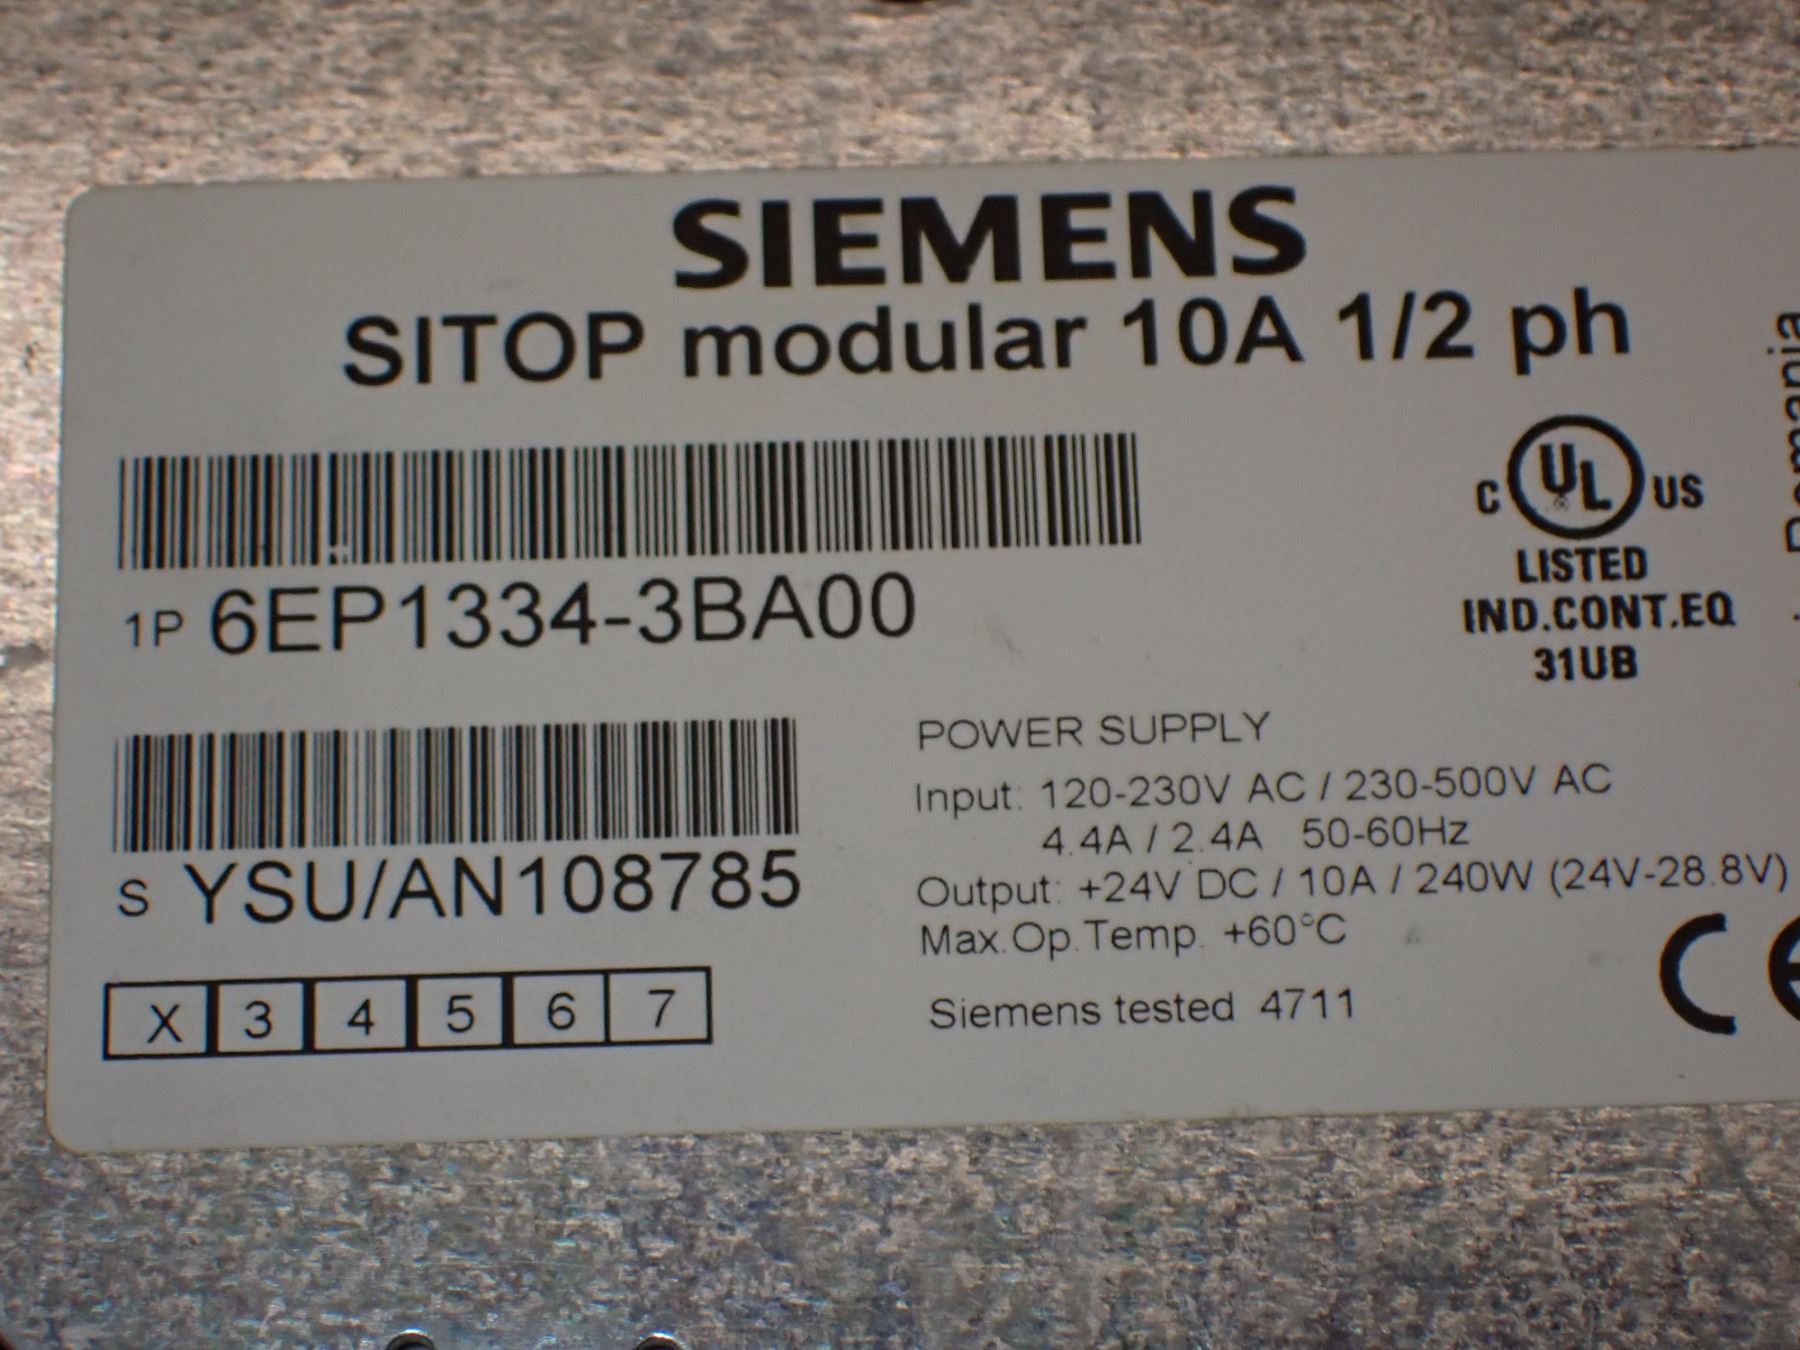 SIEMENS
SITOP modular 10A 1/2 ph
1P 6EP1334-3BA00
C UL US
LISTED
IND.CONT.EQ
31UB
S YSU/AN108785
X 3 4 5 6 7
POWER SUPPLY
Input: 120-230V AC / 230-500V AC
4.4A / 2.4A 50-60Hz
Output: +24V DC / 10A / 240W (24V-28.8V)
Max.Op.Temp. +60°C
Siemens tested 4711
CE
Romania